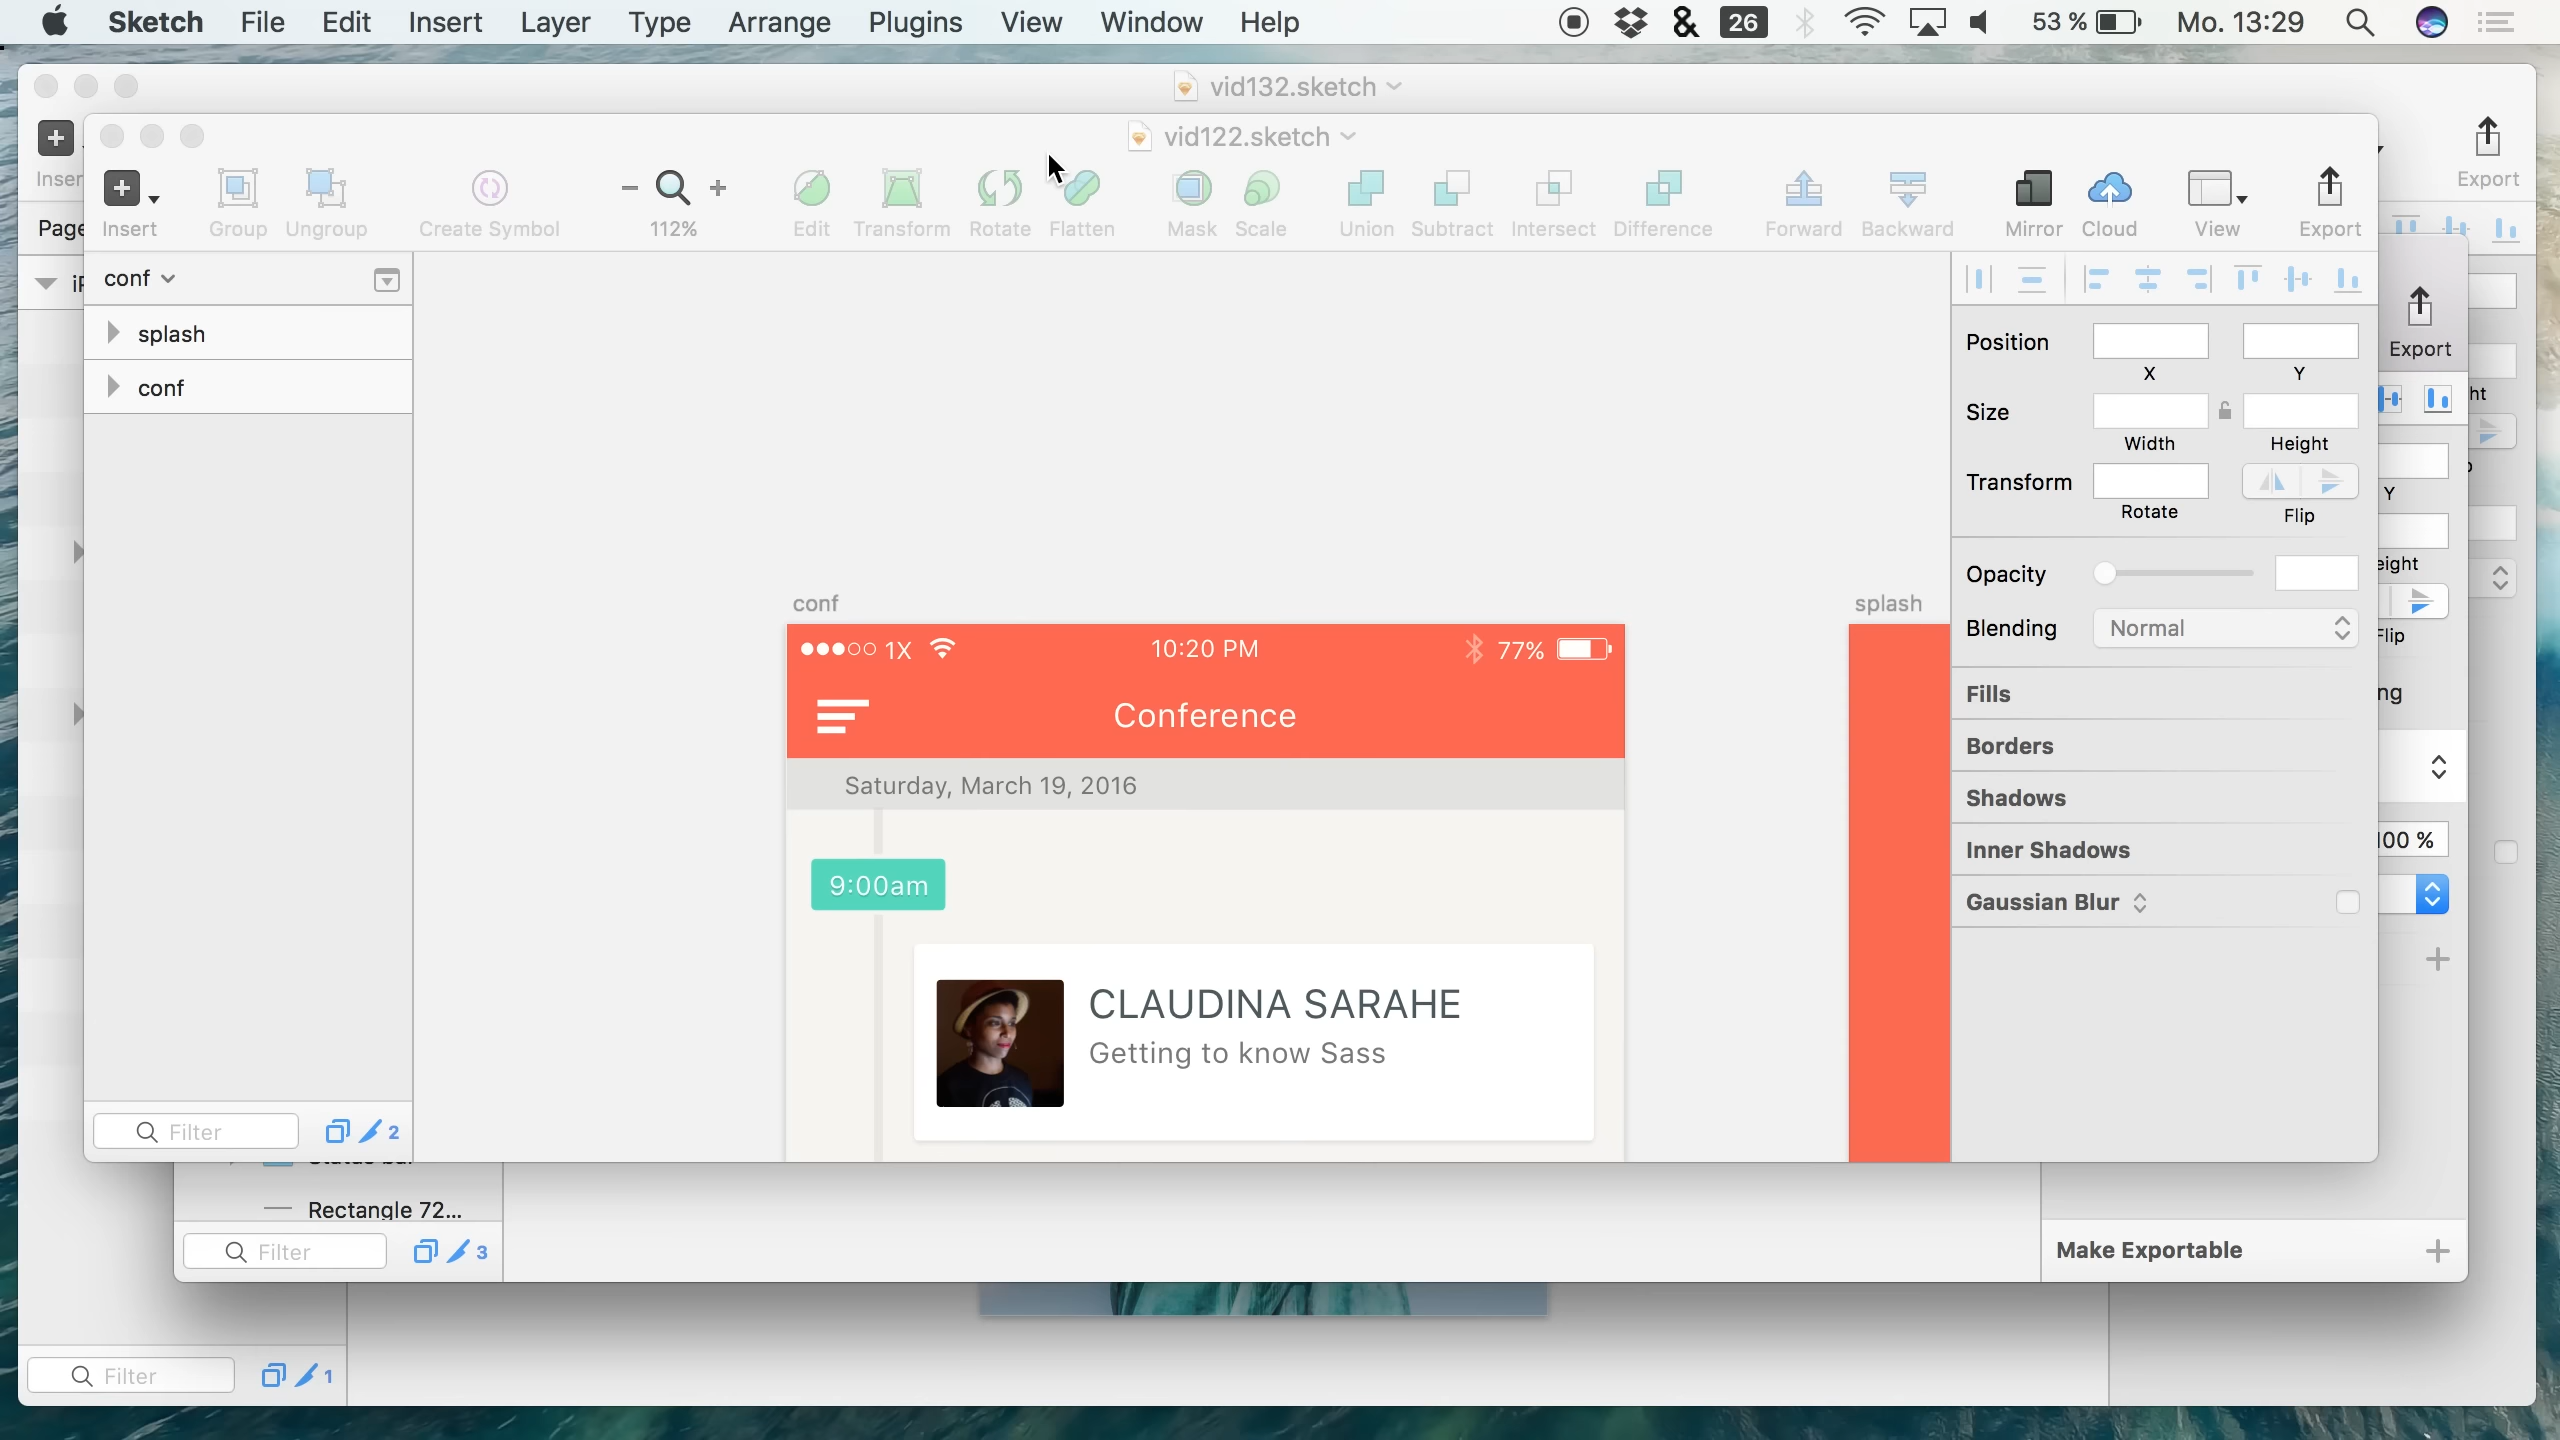 Sketch File Edit Insert Layer Type Arrange Plugins View Window Help 26 53 % Mo. 13:29
vid132.sketch
vid122.sketch
Export
Insert Group Ungroup Create Symbol 112% Edit Transform Rotate Flatten Mask Scale Union Subtract Intersect Difference Forward Backward Mirror Cloud View Export
conf
splash
conf
Position
X Y
Size
Width Height
Transform
Rotate Flip
Opacity
Blending Normal
Fills
Borders
Shadows
Inner Shadows
Gaussian Blur
Export
Y
Flip
100 %
conf
splash
1X 10:20 PM 77%
Conference
Saturday, March 19, 2016
9:00am
CLAUDINA SARAHE
Getting to know Sass
Filter 2
Rectangle 72...
Filter 3
Make Exportable
Filter 1